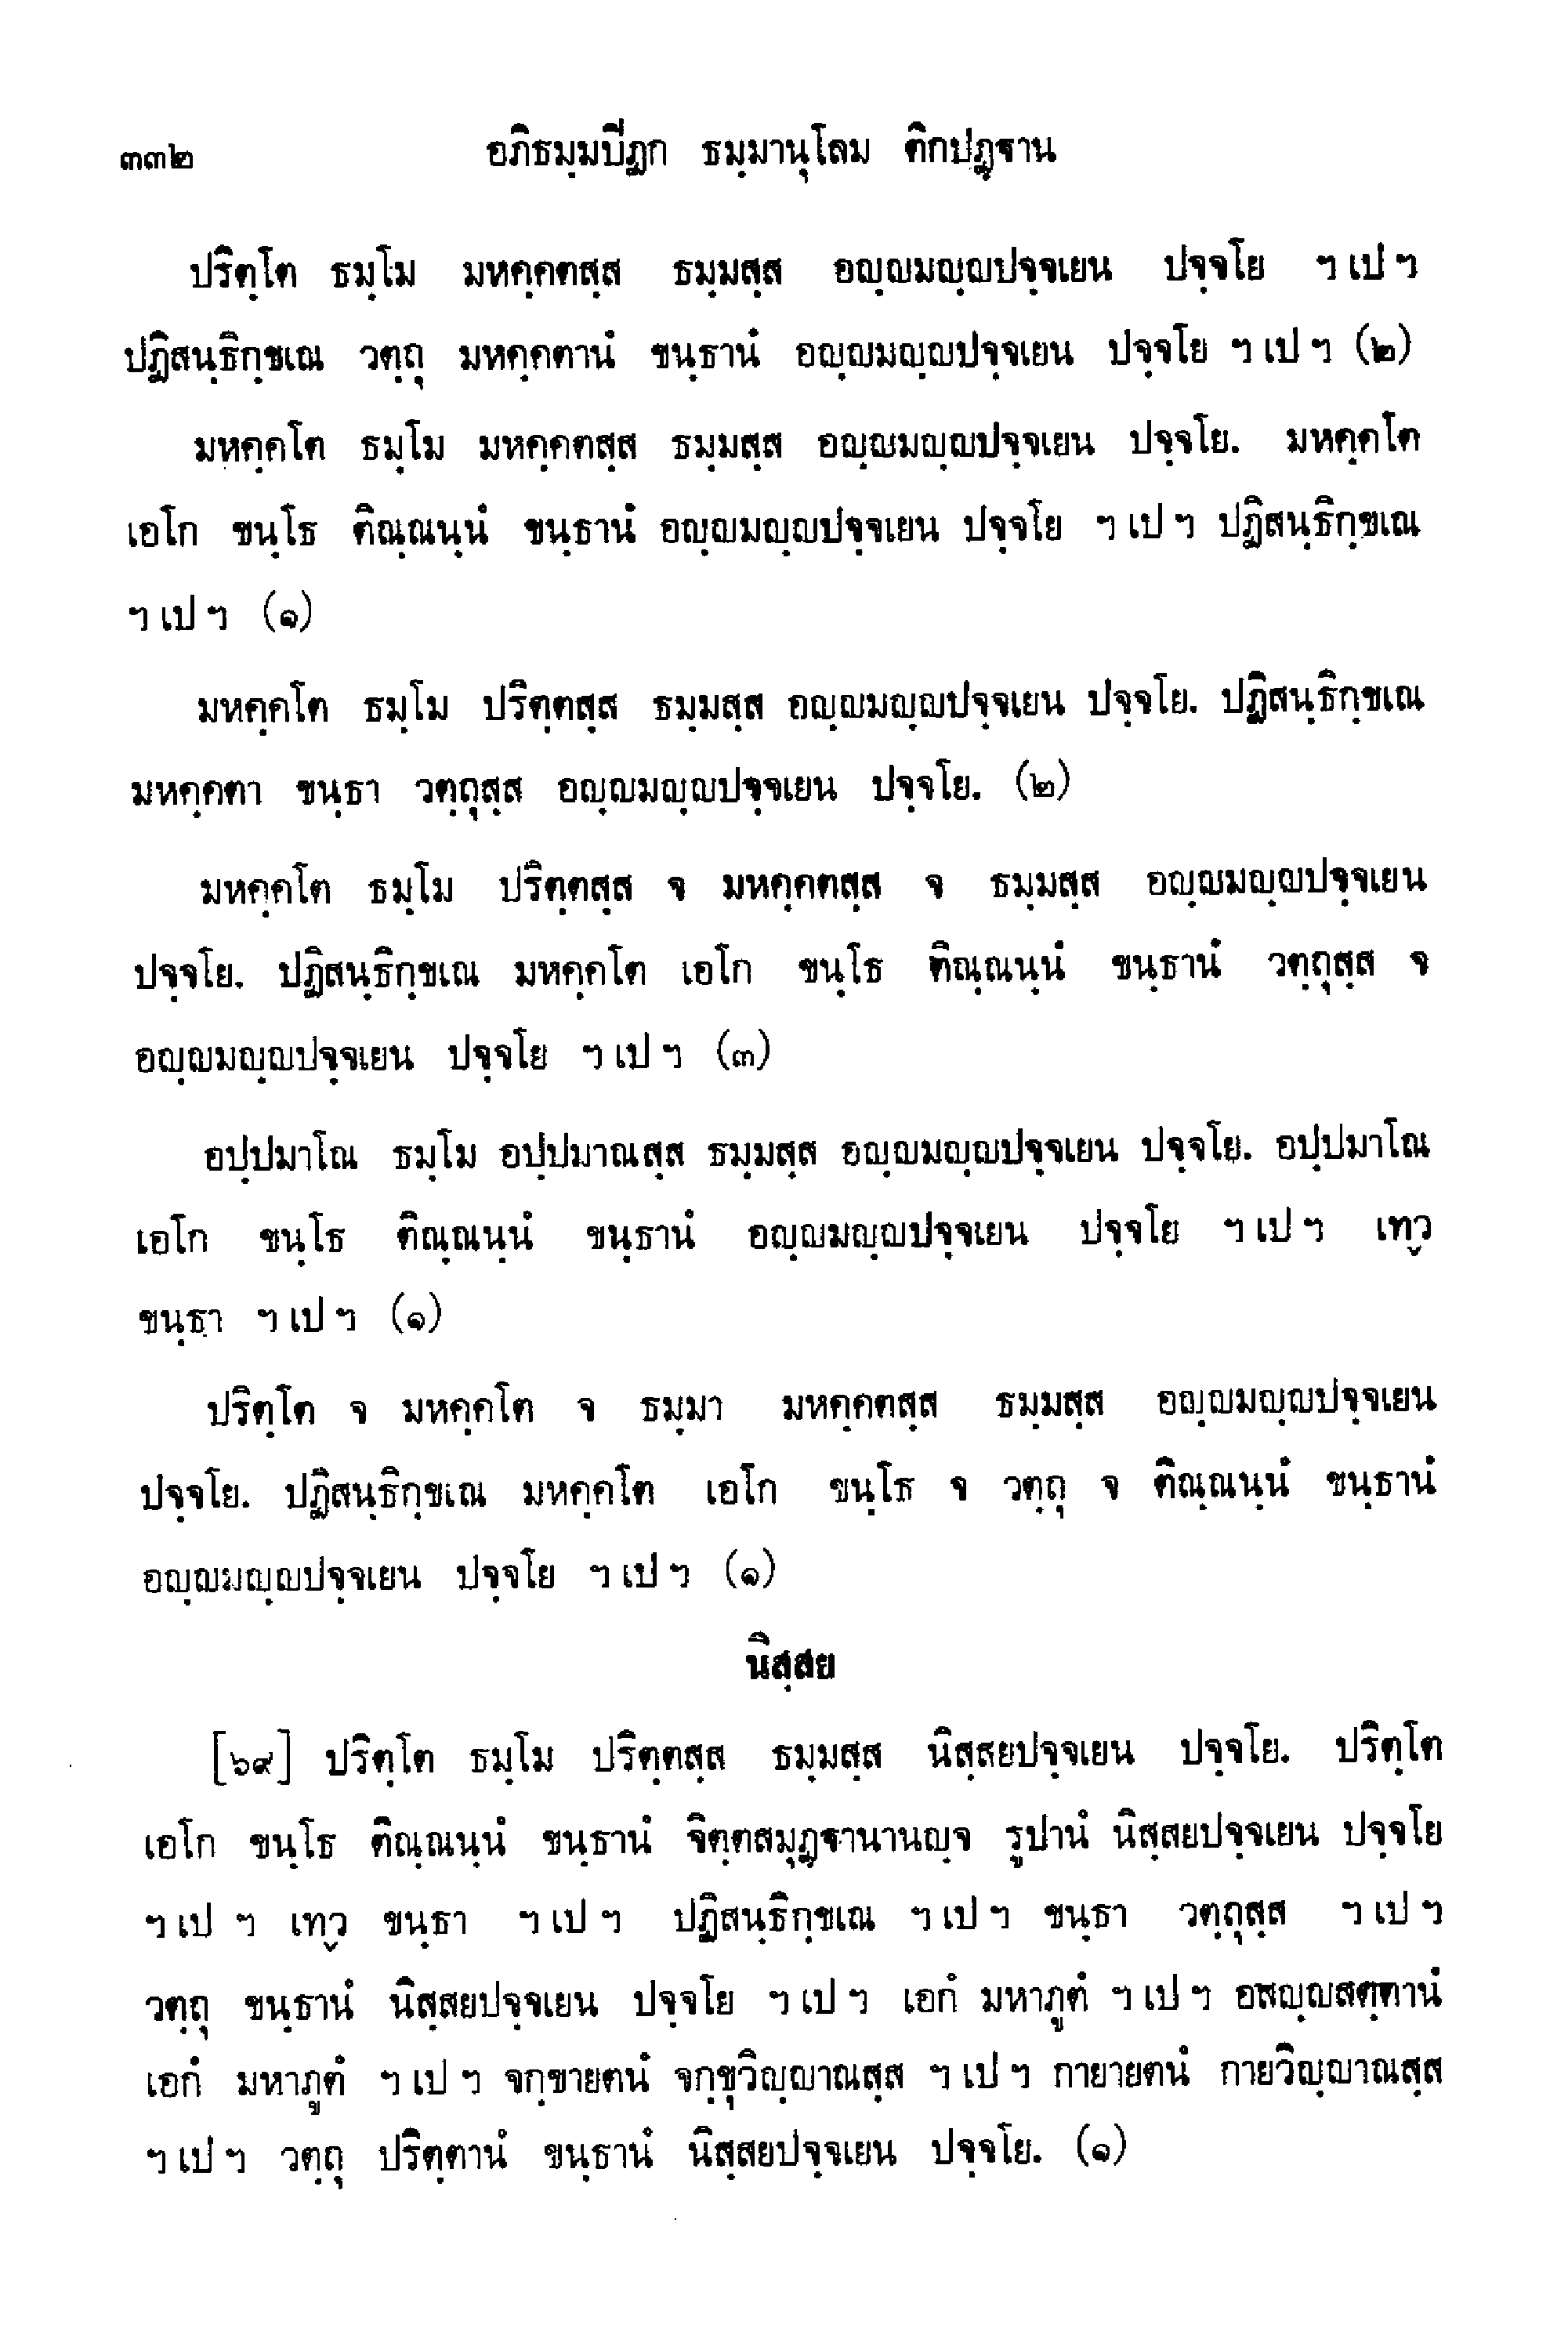 ๓๓๒ อภิธมฺมปีฏก ธมฺมานุโลม ติกปฏฺฐาน
ปริตฺโต ธมฺโม มหคฺคตสฺส ธมฺมสฺส อญฺญมญฺญปจฺจเยน ปจฺจโย ฯ เป ฯ
ปฏิสนฺธิกฺขเณ วตฺถุ มหคฺคตานํ ขนฺธานํ อญฺญมญฺญปจฺจเยน ปจฺจโย ฯ เป ฯ (๒)
มหคฺคโต ธมฺโม มหคฺคตสฺส ธมฺมสฺส อญฺญมญฺญปจฺจเยน ปจฺจโย. มหคฺคโต
เอโก ขนฺโธ ติณฺณนฺนํ ขนฺธานํ อญฺญมญฺญปจฺจเยน ปจฺจโย ฯ เป ฯ ปฏิสนฺธิกฺขเณ
ฯ เป ฯ (๑)
มหคฺคโต ธมฺโม ปริตฺตสฺส ธมฺมสฺส อญฺญมญฺญปจฺจเยน ปจฺจโย. ปฏิสนฺธิกฺขเณ
มหคฺคตา ขนฺธา วตฺถุสฺส อญฺญมญฺญปจฺจเยน ปจฺจโย. (๒)
มหคฺคโต ธมฺโม ปริตฺตสฺส จ มหคฺคตสฺส จ ธมฺมสฺส อญฺญมญฺญปจฺจเยน
ปจฺจโย. ปฏิสนฺธิกฺขเณ มหคฺคโต เอโก ขนฺโธ ติณฺณนฺนํ ขนฺธานํ วตฺถุสฺส จ
อญฺญมญฺญปจฺจเยน ปจฺจโย ฯ เป ฯ (๓)
อปฺปมาโณ ธมฺโม อปฺปมาณสฺส ธมฺมสฺส อญฺญมญฺญปจฺจเยน ปจฺจโย. อปฺปมาโณ
เอโก ขนฺโธ ติณฺณนฺนํ ขนฺธานํ อญฺญมญฺญปจฺจเยน ปจฺจโย ฯ เป ฯ เทฺว
ขนฺธา ฯ เป ฯ (๑)
ปริตฺโต จ มหคฺคโต จ ธมฺมา มหคฺคตสฺส ธมฺมสฺส อญฺญมญฺญปจฺจเยน
ปจฺจโย. ปฏิสนฺธิกฺขเณ มหคฺคโต เอโก ขนฺโธ จ วตฺถุ จ ติณฺณนฺนํ ขนฺธานํ
อญฺญมญฺญปจฺจเยน ปจฺจโย ฯ เป ฯ (๑)
นิสฺสย
[๖๙] ปริตฺโต ธมฺโม ปริตฺตสฺส ธมฺมสฺส นิสฺสยปจฺจเยน ปจฺจโย. ปริตฺโต
เอโก ขนฺโธ ติณฺณนฺนํ ขนฺธานํ จิตฺตสมุฏฺฐานานญฺจ รูปานํ นิสฺสยปจฺจเยน ปจฺจโย
ฯ เป ฯ เทฺว ขนฺธา ฯ เป ฯ ปฏิสนฺธิกฺขเณ ฯ เป ฯ ขนฺธา วตฺถุสฺส ฯ เป ฯ
วตฺถุ ขนฺธานํ นิสฺสยปจฺจเยน ปจฺจโย ฯ เป ฯ เอกํ มหาภูตํ ฯ เป ฯ อสญฺญสตฺตานํ
เอกํ มหาภูตํ ฯ เป ฯ จกฺขายตนํ จกฺขุวิญฺญาณสฺส ฯ เป ฯ กายายตนํ กายวิญฺญาณสฺส
ฯ เป ฯ วตฺถุ ปริตฺตานํ ขนฺธานํ นิสฺสยปจฺจเยน ปจฺจโย. (๑)